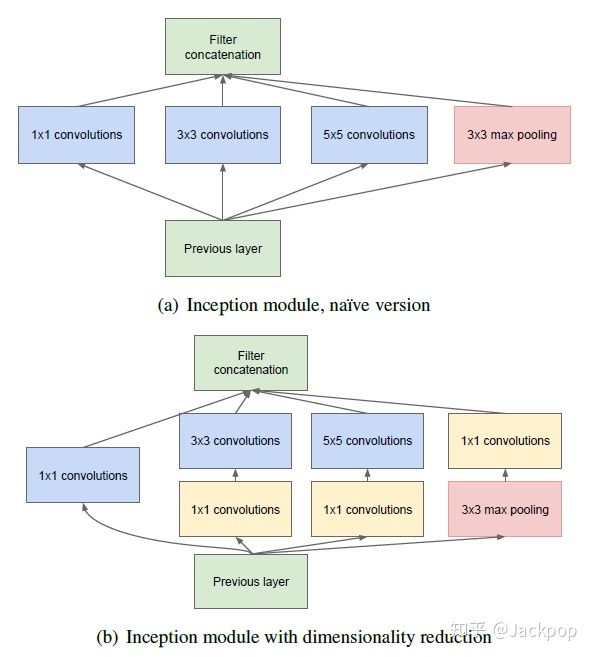 Filter
concatenation
1x1 convolutions
3x3 convolutions
5x5 convolutions
3x3 max pooling
Previous layer
(a) Inception module, naïve version
Filter
concatenation
3x3 convolutions
5x5 convolutions
1x1 convolutions
1x1 convolutions
1x1 convolutions
1x1 convolutions
3x3 max pooling
Previous layer
(b) Inception module with dimensionality reduction
知乎 @Jackpop